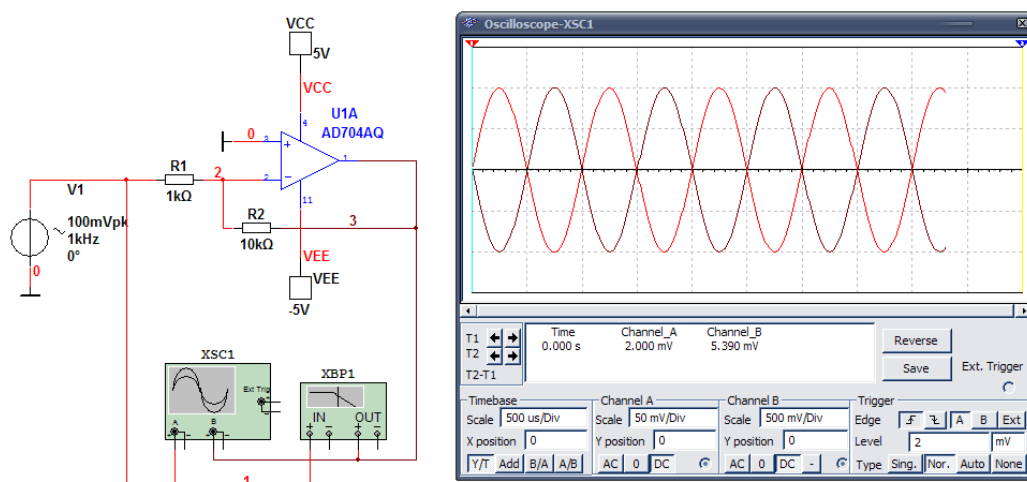 VCC
5V
VCC
U1A
AD704AQ
4
0
3
+
1
2
−
2
11
R1
1kΩ
V1
100mVpk
1kHz
0°
0
R2
10kΩ
3
VEE
VEE
-5V
XSC1
Ext Trig
+
-
A
B
+
-
+
-
XBP1
IN
OUT
+
-
+
-
1
Oscilloscope-XSC1
T1
T2
T2-T1
Time Channel_A Channel_B
0.000 s 2.000 mV 5.390 mV
Reverse
Save
Ext. Trigger
Timebase
Scale 500 us/Div
X position 0
Y/T Add B/A A/B
Channel A
Scale 50 mV/Div
Y position 0
AC 0 DC
Channel B
Scale 500 mV/Div
Y position 0
AC 0 DC -
Trigger
Edge A B Ext
Level 2 mV
Type Sing. Nor. Auto None